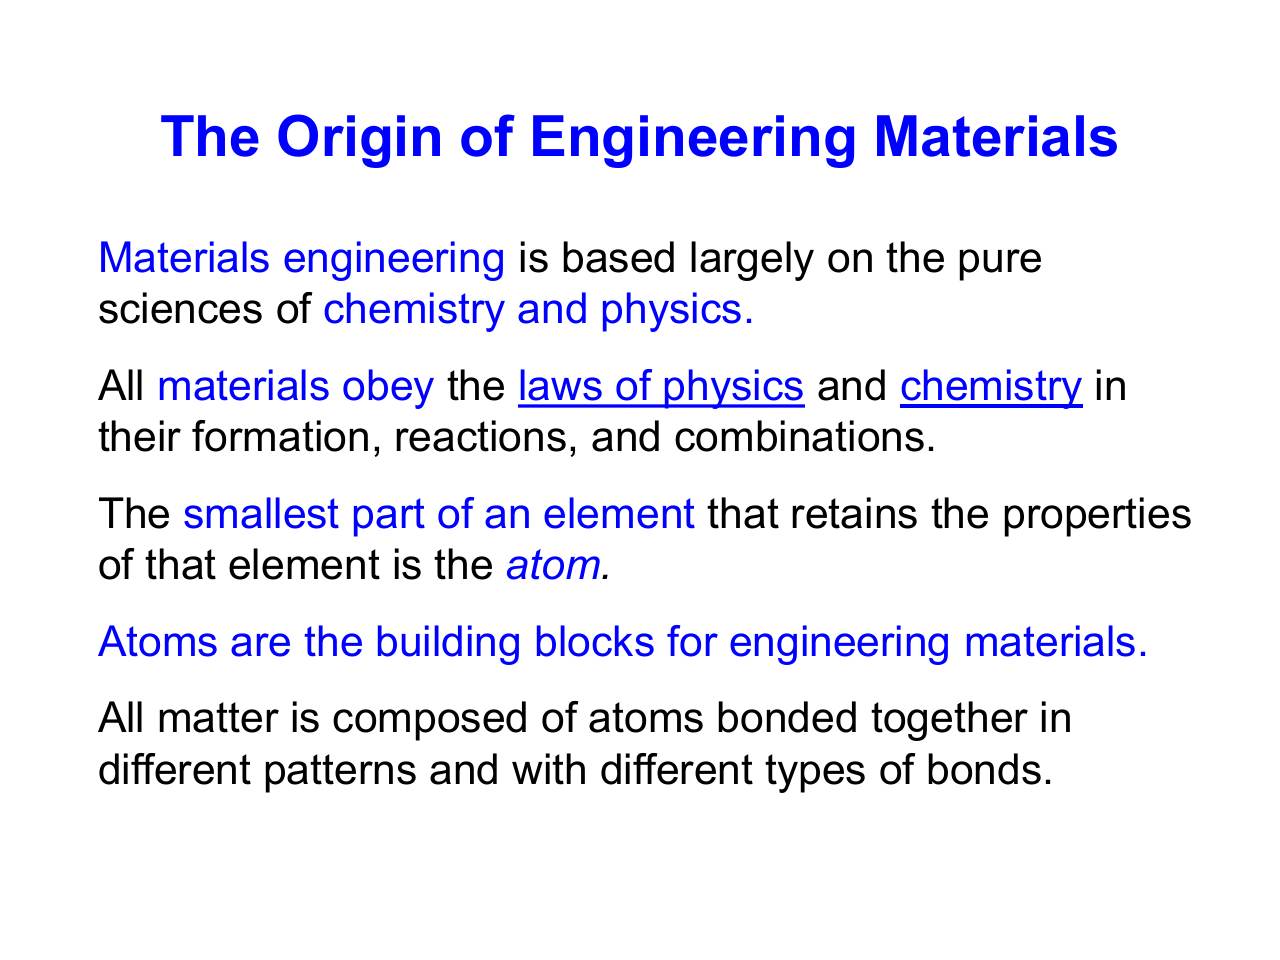 The Origin of Engineering Materials
Materials engineering is based largely on the pure
sciences of chemistry and physics.
All materials obey the laws of physics and chemistry in
their formation, reactions, and combinations.
The smallest part of an element that retains the properties
of that element is the atom.
Atoms are the building blocks for engineering materials.
All matter is composed of atoms bonded together in
different patterns and with different types of bonds.